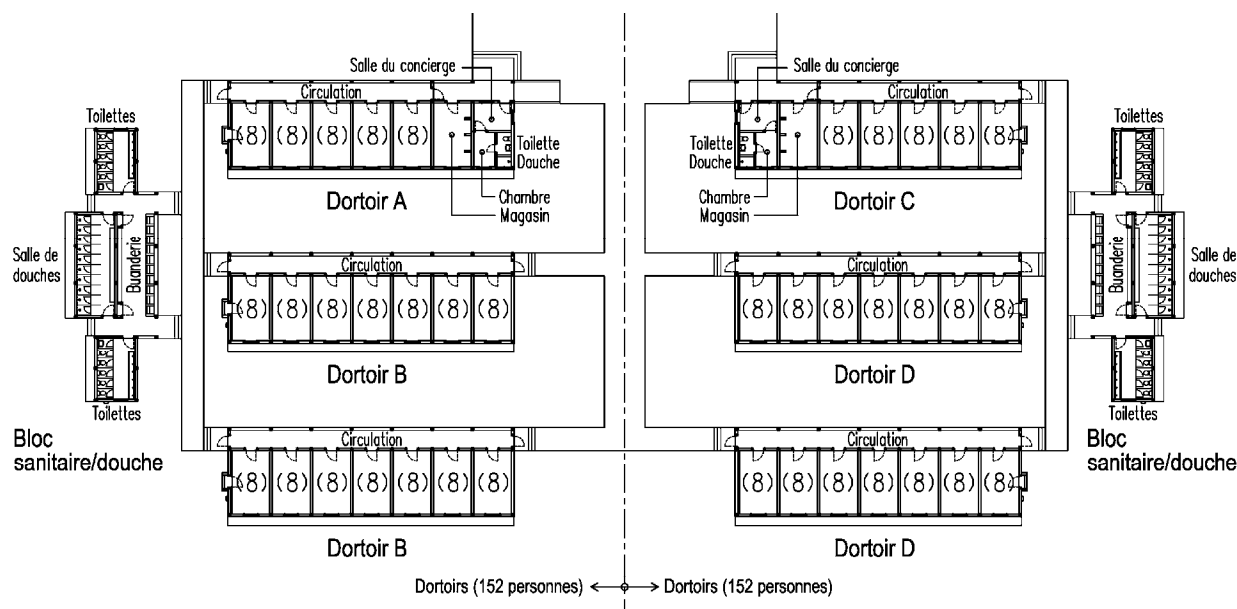 Salle du concierge
Salle du concierge
Circulation
Circulation
Toilettes
Toilettes
(8) (8) (8) (8) (8)
(8) (8) (8) (8) (8)
Toilette
Douche
Toilette
Douche
Dortoir A
Chambre
Magasin
Chambre
Magasin
Dortoir C
Salle de
douches
Buanderie
Circulation
Circulation
Buanderie
Salle de
douches
(8) (8) (8) (8) (8) (8) (8)
(8) (8) (8) (8) (8) (8) (8)
Dortoir B
Dortoir D
Toilettes
Toilettes
Bloc
sanitaire/douche
Circulation
Circulation
Bloc
sanitaire/douche
(8) (8) (8) (8) (8) (8) (8)
(8) (8) (8) (8) (8) (8) (8)
Dortoir B
Dortoir D
Dortoirs (152 personnes)
Dortoirs (152 personnes)